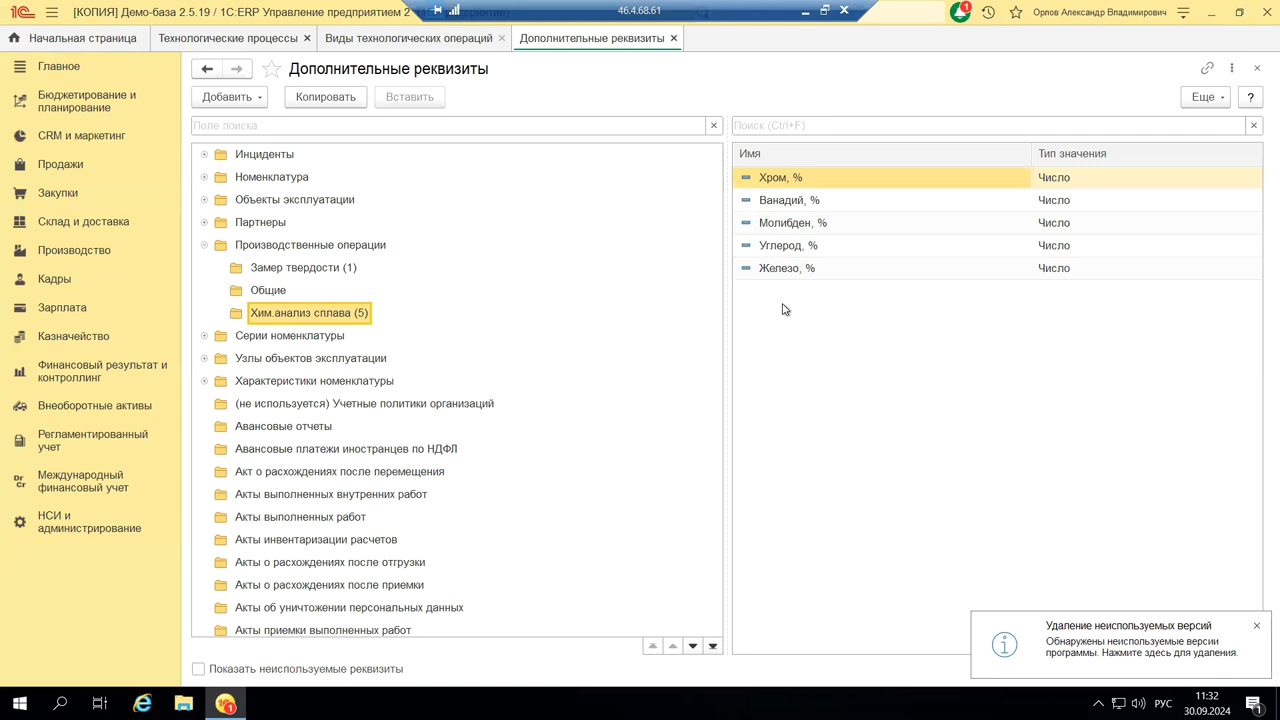 [КОПИЯ] Демо-база 2.5.19 / 1С:ERP Управление предприятием 2
46.4.68.61
1
Орлов Александр Владимирович
Начальная страница
Технологические процессы
Виды технологических операций
Дополнительные реквизиты
Главное
Бюджетирование и
планирование
CRM и маркетинг
Продажи
Закупки
Склад и доставка
Производство
Кадры
Зарплата
Казначейство
Финансовый результат и
контроллинг
Внеоборотные активы
Регламентированный
учет
Dr
Cr
Международный
финансовый учет
НСИ и
администрирование
Дополнительные реквизиты
Добавить
Копировать
Вставить
Еще
?
Поле поиска
Поиск (Ctrl+F)
Инциденты
Номенклатура
Объекты эксплуатации
Партнеры
Производственные операции
Замер твердости (1)
Общие
Хим.анализ сплава (5)
Серии номенклатуры
Узлы объектов эксплуатации
Характеристики номенклатуры
(не используется) Учетные политики организаций
Авансовые отчеты
Авансовые платежи иностранцев по НДФЛ
Акт о расхождениях после перемещения
Акты выполненных внутренних работ
Акты выполненных работ
Акты инвентаризации расчетов
Акты о расхождениях после отгрузки
Акты о расхождениях после приемки
Акты об уничтожении персональных данных
Акты приемки выполненных работ
Показать неиспользуемые реквизиты
Имя Тип значения
Хром, % Число
Ванадий, % Число
Молибден, % Число
Углерод, % Число
Железо, % Число
Удаление неиспользуемых версий
Обнаружены неиспользуемые версии
программы. Нажмите здесь для удаления.
1
РУС
11:32
30.09.2024
1